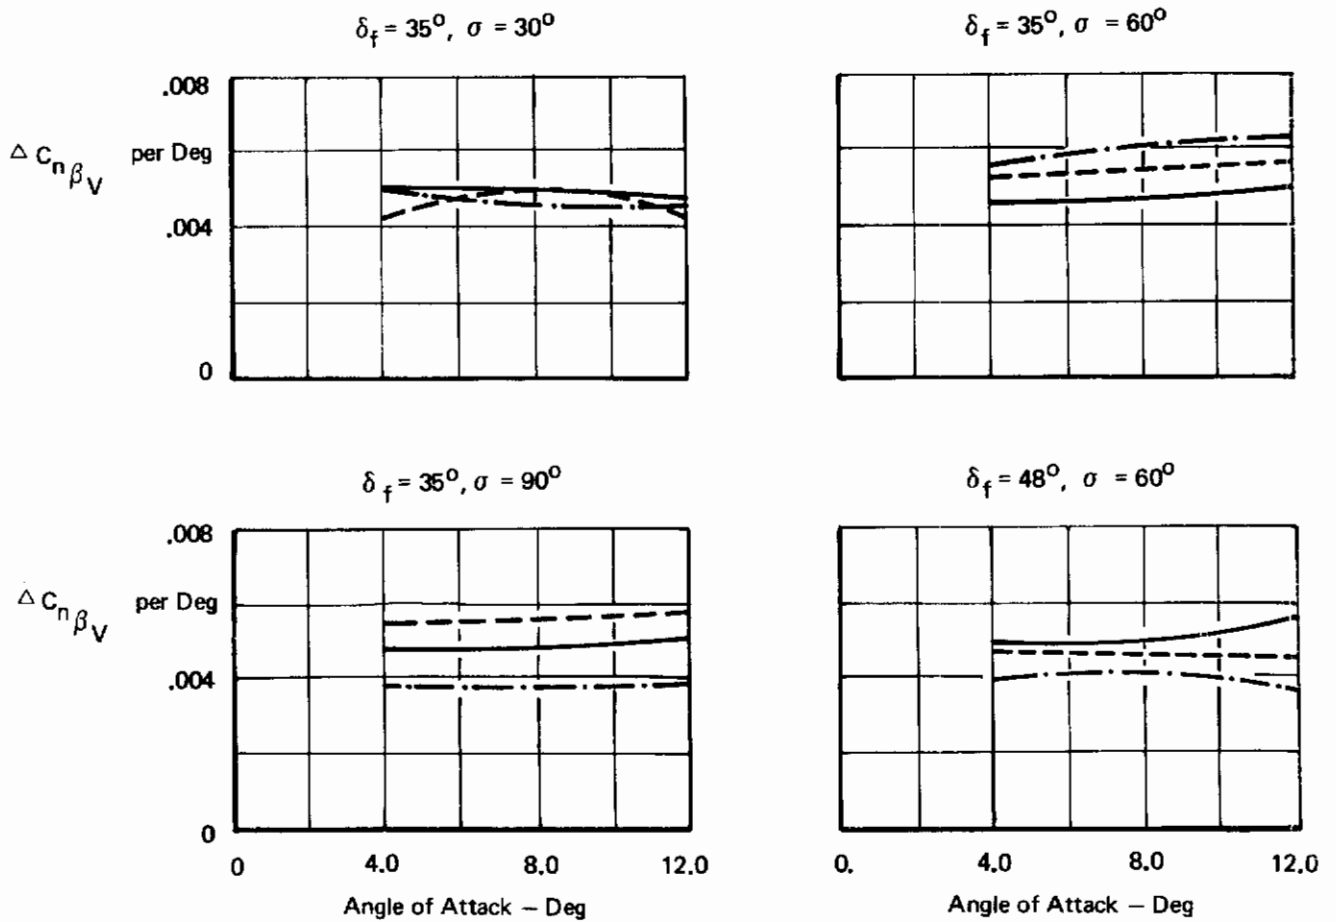 δf = 35°, σ = 30°
δf = 35°, σ = 60°
.008
Δ CnβV per Deg
.004
0
δf = 35°, σ = 90°
δf = 48°, σ = 60°
.008
Δ CnβV per Deg
.004
0
0 4.0 8.0 12.0
0. 4.0 8.0 12.0
Angle of Attack — Deg
Angle of Attack — Deg